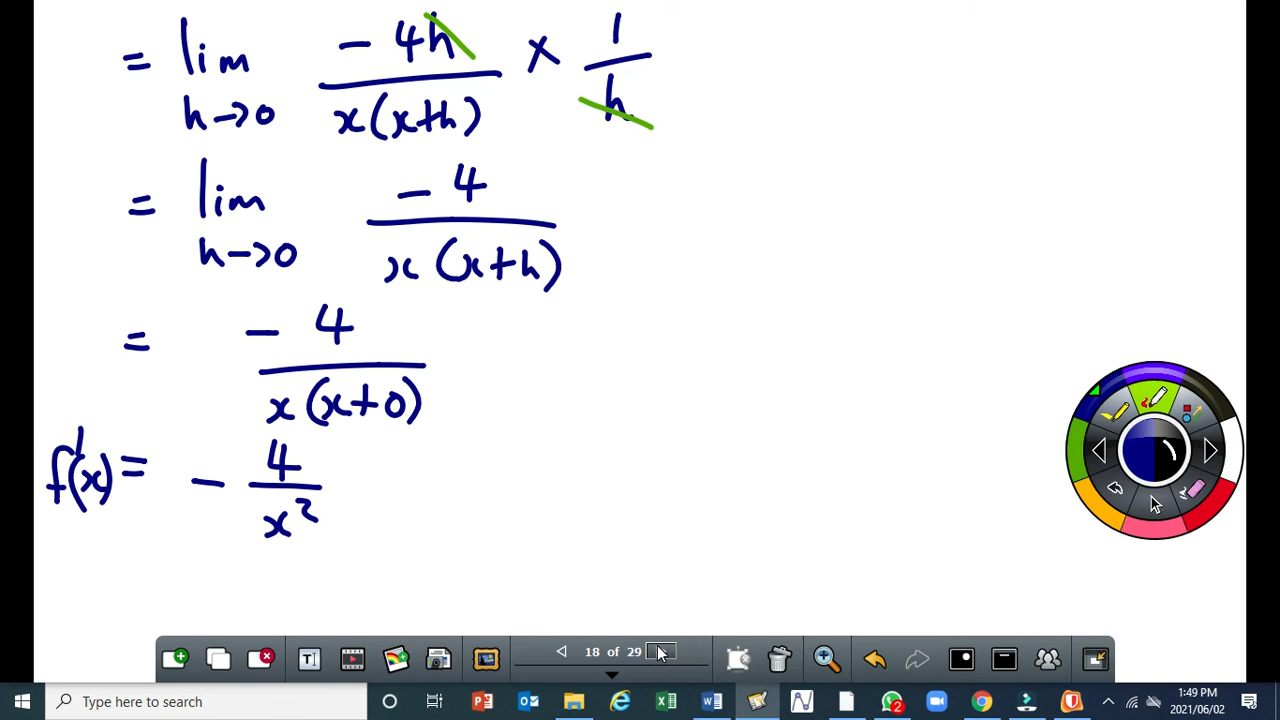 = lim h→0 -4h/x(x+h) × 1/h
= lim h→0 -4/x(x+h)
= -4/x(x+0)
f'(x) = -4/x²
18 of 29
Type here to search
2
1:49 PM
2021/06/02